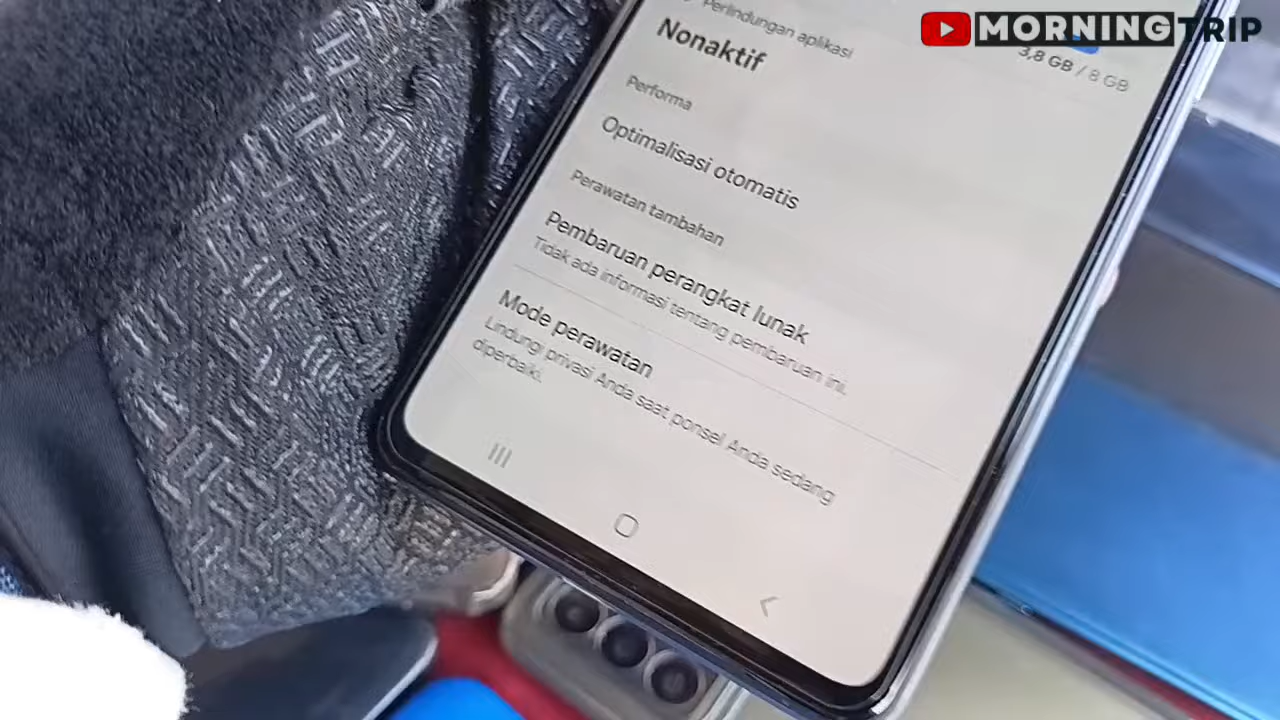 MORNINGTRIP
Perlindungan aplikasi
Nonaktif
3,8 GB / 8 GB
Performa
Optimalisasi otomatis
Perawatan tambahan
Pembaruan perangkat lunak
Tidak ada informasi tentang pembaruan ini.
Mode perawatan
Lindungi privasi Anda saat ponsel Anda sedang
diperbaiki.